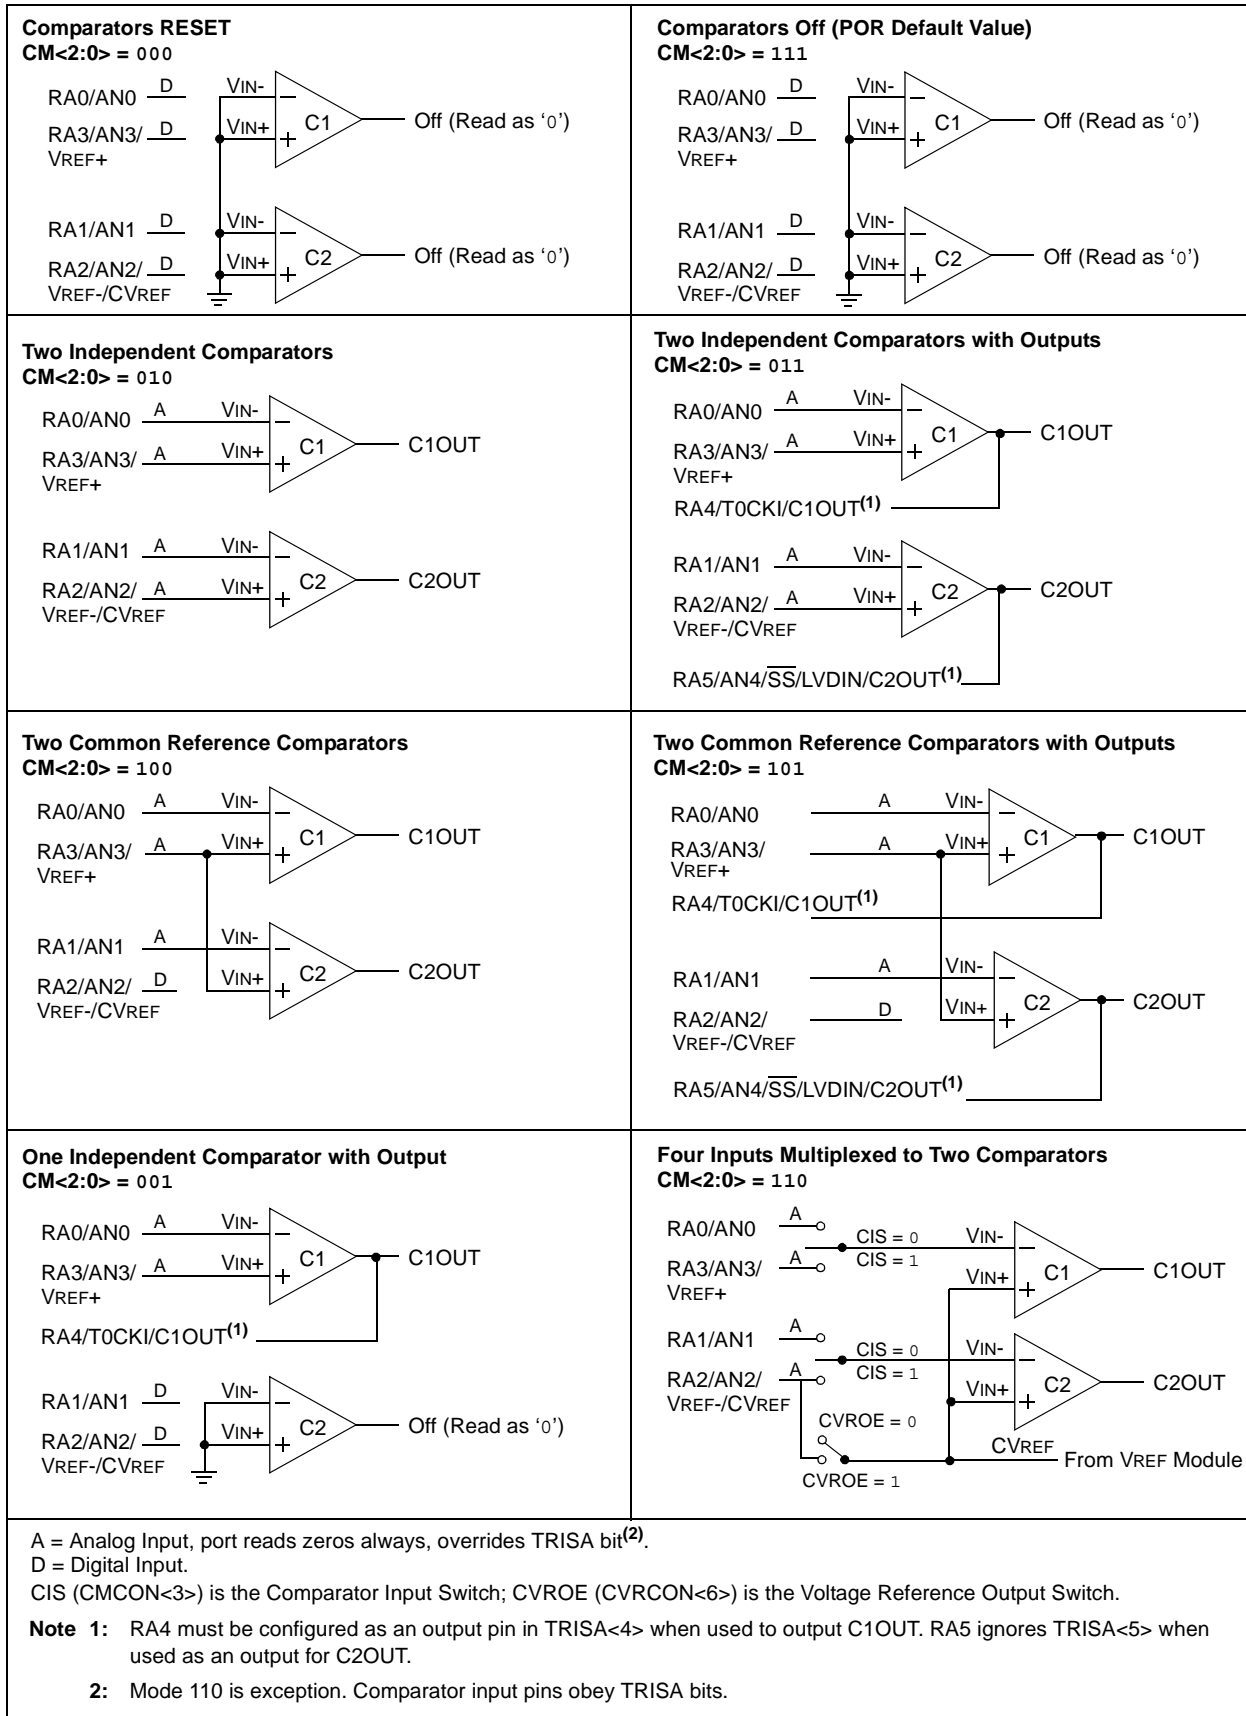 Comparators RESET
CM<2:0> = 000
RA0/AN0 D VIN-
RA3/AN3/ D VIN+
VREF+
C1
Off (Read as ‘0’)
RA1/AN1 D VIN-
RA2/AN2/ D VIN+
VREF-/CVREF
C2
Off (Read as ‘0’)
Comparators Off (POR Default Value)
CM<2:0> = 111
RA0/AN0 D VIN-
RA3/AN3/ D VIN+
VREF+
C1
Off (Read as ‘0’)
RA1/AN1 D VIN-
RA2/AN2/ D VIN+
VREF-/CVREF
C2
Off (Read as ‘0’)
Two Independent Comparators
CM<2:0> = 010
RA0/AN0 A VIN-
RA3/AN3/ A VIN+
VREF+
C1
C1OUT
RA1/AN1 A VIN-
RA2/AN2/ A VIN+
VREF-/CVREF
C2
C2OUT
Two Independent Comparators with Outputs
CM<2:0> = 011
RA0/AN0 A VIN-
RA3/AN3/ A VIN+
VREF+
C1
C1OUT
RA4/T0CKI/C1OUT(1)
RA1/AN1 A VIN-
RA2/AN2/ A VIN+
VREF-/CVREF
C2
C2OUT
RA5/AN4/SS/LVDIN/C2OUT(1)
Two Common Reference Comparators
CM<2:0> = 100
RA0/AN0 A VIN-
RA3/AN3/ A VIN+
VREF+
C1
C1OUT
RA1/AN1 A VIN-
RA2/AN2/ D VIN+
VREF-/CVREF
C2
C2OUT
Two Common Reference Comparators with Outputs
CM<2:0> = 101
RA0/AN0 A VIN-
RA3/AN3/ A VIN+
VREF+
C1
C1OUT
RA4/T0CKI/C1OUT(1)
RA1/AN1 A VIN-
RA2/AN2/ D VIN+
VREF-/CVREF
C2
C2OUT
RA5/AN4/SS/LVDIN/C2OUT(1)
One Independent Comparator with Output
CM<2:0> = 001
RA0/AN0 A VIN-
RA3/AN3/ A VIN+
VREF+
C1
C1OUT
RA4/T0CKI/C1OUT(1)
RA1/AN1 D VIN-
RA2/AN2/ D VIN+
VREF-/CVREF
C2
Off (Read as ‘0’)
Four Inputs Multiplexed to Two Comparators
CM<2:0> = 110
RA0/AN0 A
CIS = 0 VIN-
RA3/AN3/ A CIS = 1
VREF+
VIN+
C1
C1OUT
RA1/AN1 A
CIS = 0 VIN-
RA2/AN2/ A CIS = 1
VREF-/CVREF
VIN+
C2
C2OUT
CVROE = 0
CVREF
From VREF Module
CVROE = 1
A = Analog Input, port reads zeros always, overrides TRISA bit(2).
D = Digital Input.
CIS (CMCON<3>) is the Comparator Input Switch; CVROE (CVRCON<6>) is the Voltage Reference Output Switch.
Note 1: RA4 must be configured as an output pin in TRISA<4> when used to output C1OUT. RA5 ignores TRISA<5> when
used as an output for C2OUT.
2: Mode 110 is exception. Comparator input pins obey TRISA bits.